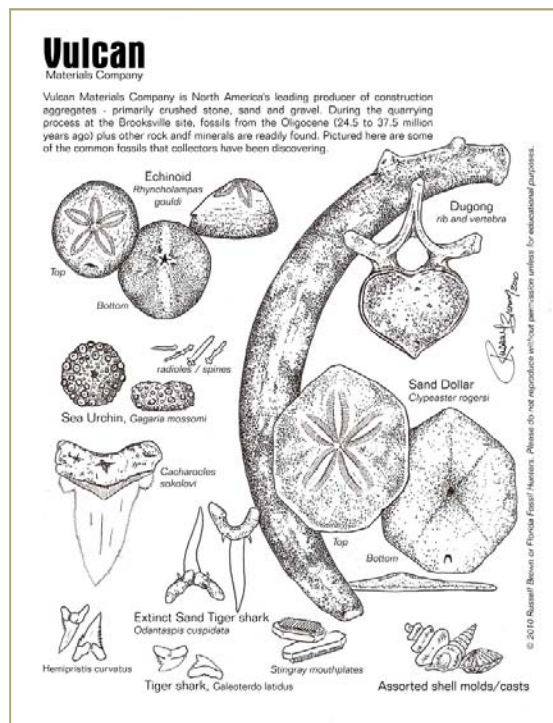 Vulcan
Materials Company
Vulcan Materials Company is North America's leading producer of construction
aggregates - primarily crushed stone, sand and gravel. During the quarrying
process at the Brooksville site, fossils from the Oligocene (24.5 to 37.5 million
years ago) plus other rock andf minerals are readily found. Pictured here are some
of the common fossils that collectors have been discovering.
Echinoid
Rhyncholampas
gouldi
Top
Bottom
Dugong
rib and vertebra
radioles / spines
Sea Urchin, Gagaria mossomi
Sand Dollar
Clypeaster rogersi
Top
Bottom
Cacharocles
sokolovi
Extinct Sand Tiger shark
Odantaspis cuspidata
Hemipristis curvatus
Tiger shark, Galeoterdo latidus
Stingray mouthplates
Assorted shell molds/casts
Russell Brown 2010
© 2010 Russell Brown or Florida Fossil Hunters. Please do not reproduce without permission unless for educational purposes.